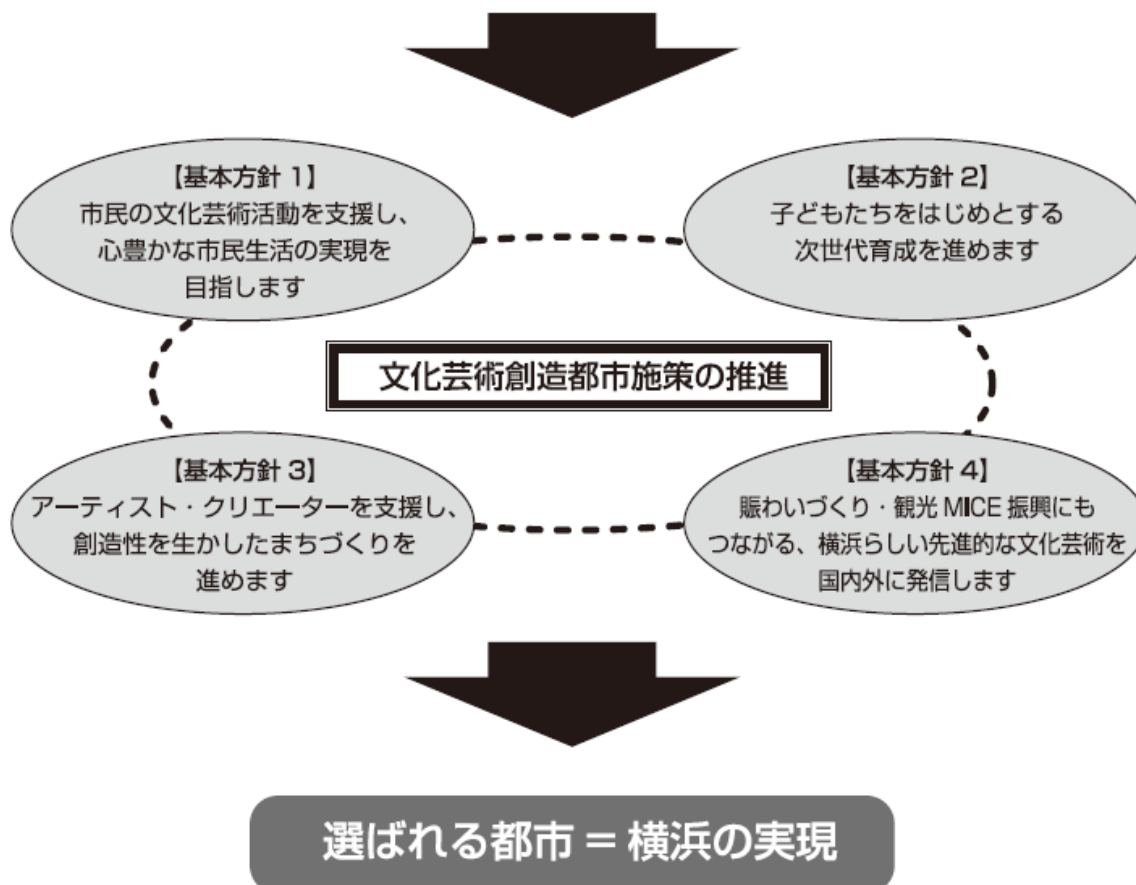 【基本方針 1】
市民の文化芸術活動を支援し、
心豊かな市民生活の実現を
目指します
【基本方針 2】
子どもたちをはじめとする
次世代育成を進めます
文化芸術創造都市施策の推進
【基本方針 3】
アーティスト・クリエーターを支援し、
創造性を生かしたまちづくりを
進めます
【基本方針 4】
賑わいづくり・観光 MICE 振興にも
つながる、横浜らしい先進的な文化芸術を
国内外に発信します
選ばれる都市 = 横浜の実現